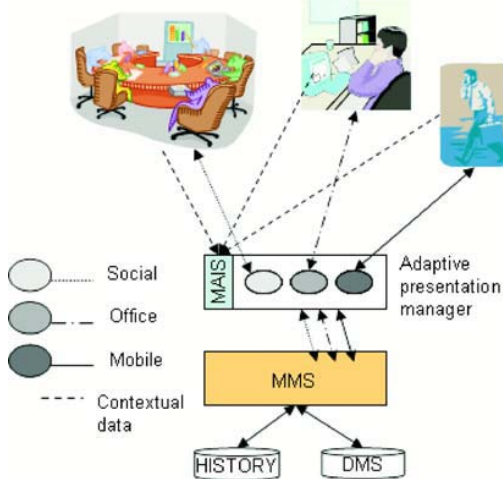 MAIS
Adaptive
presentation
manager
Social
Office
Mobile
Contextual
data
MMS
HISTORY
DMS